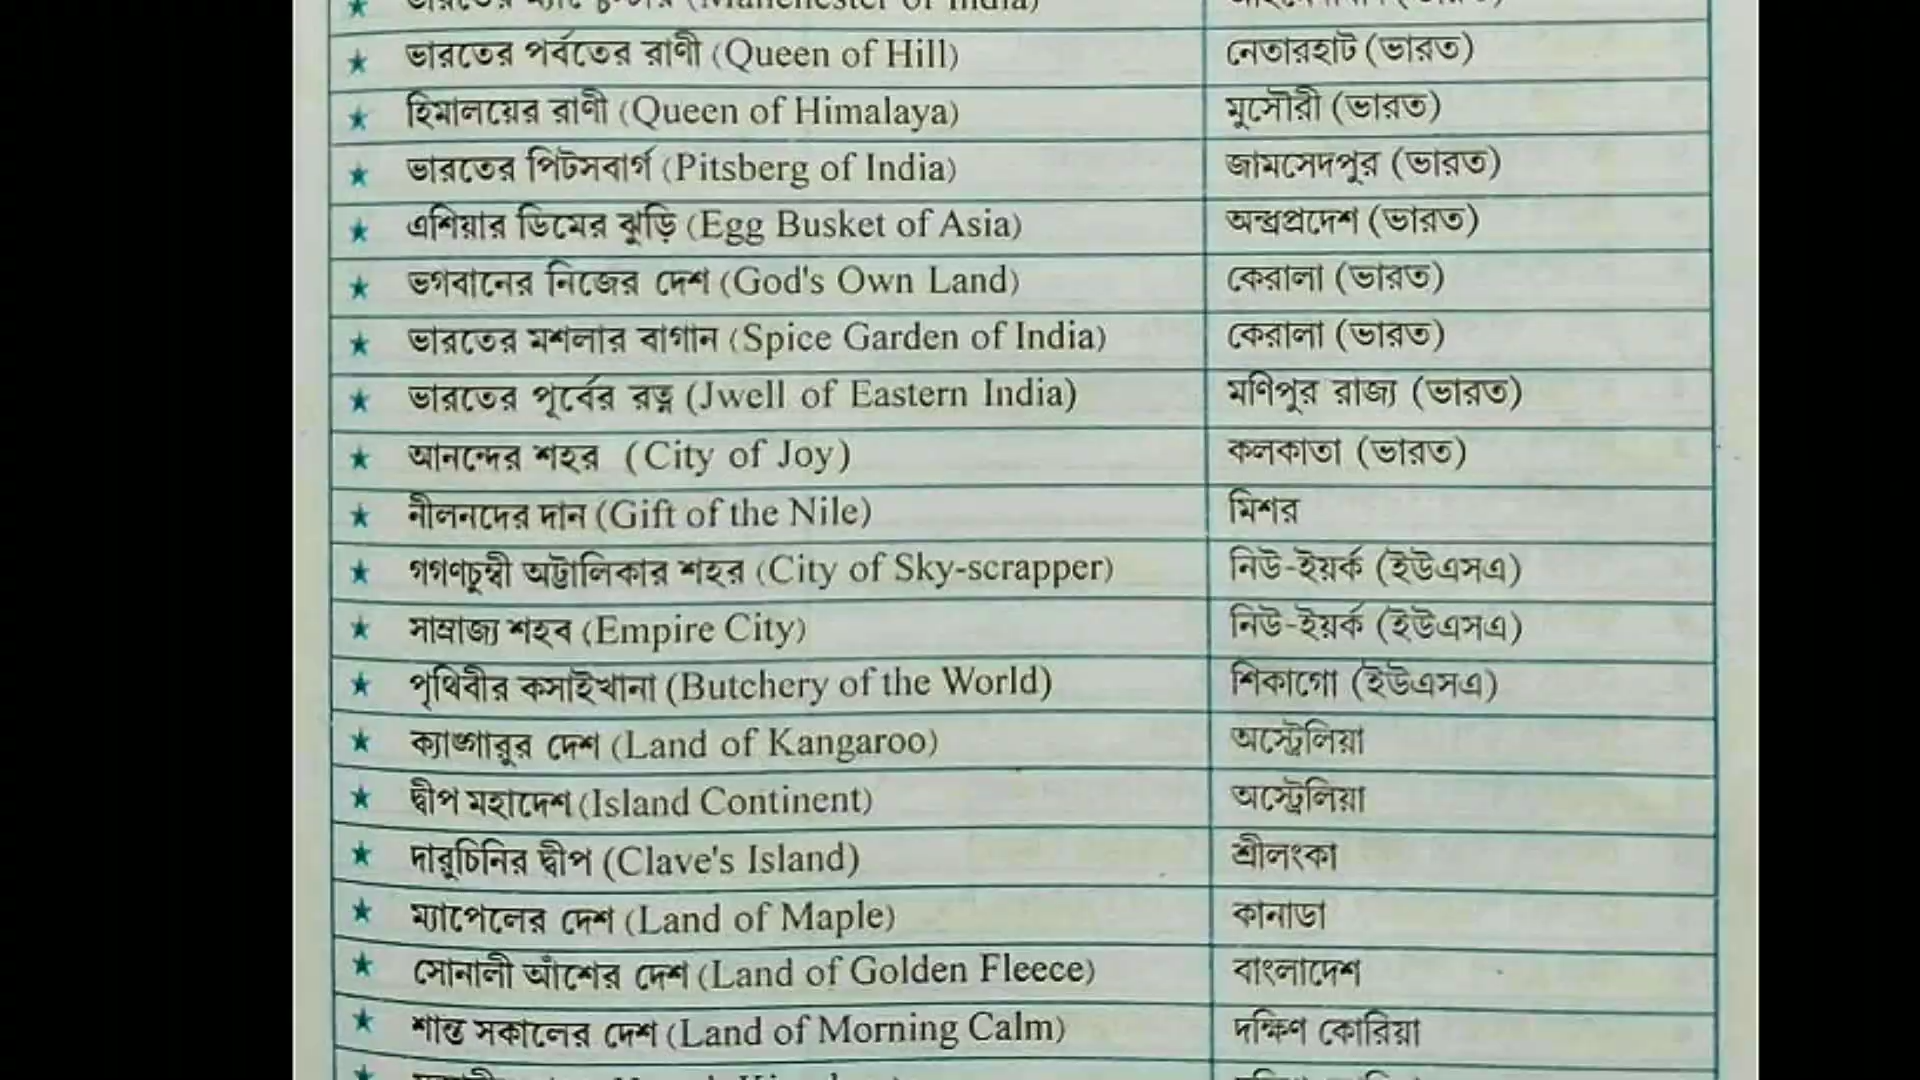 (Manchester of India)
★ ভারতের পর্বতের রাণী (Queen of Hill) নেতারহাট (ভারত)
★ হিমালয়ের রাণী (Queen of Himalaya) মুসৌরী (ভারত)
★ ভারতের পিটসবার্গ (Pitsberg of India) জামসেদপুর (ভারত)
★ এশিয়ার ডিমের ঝুড়ি (Egg Busket of Asia) অন্ধ্রপ্রদেশ (ভারত)
★ ভগবানের নিজের দেশ (God's Own Land) কেরালা (ভারত)
★ ভারতের মশলার বাগান (Spice Garden of India) কেরালা (ভারত)
★ ভারতের পূর্বের রত্ন (Jwell of Eastern India) মণিপুর রাজ্য (ভারত)
★ আনন্দের শহর (City of Joy) কলকাতা (ভারত)
★ নীলনদের দান (Gift of the Nile) মিশর
★ গগণচুম্বী অট্টালিকার শহর (City of Sky-scrapper) নিউ-ইয়র্ক (ইউএসএ)
★ সাম্রাজ্য শহব (Empire City) নিউ-ইয়র্ক (ইউএসএ)
★ পৃথিবীর কসাইখানা (Butchery of the World) শিকাগো (ইউএসএ)
★ ক্যাঙ্গারুর দেশ (Land of Kangaroo) অস্ট্রেলিয়া
★ দ্বীপ মহাদেশ (Island Continent) অস্ট্রেলিয়া
★ দারুচিনির দ্বীপ (Clave's Island) শ্রীলংকা
★ ম্যাপেলের দেশ (Land of Maple) কানাডা
★ সোনালী আঁশের দেশ (Land of Golden Fleece) বাংলাদেশ
★ শান্ত সকালের দেশ (Land of Morning Calm) দক্ষিণ কোরিয়া